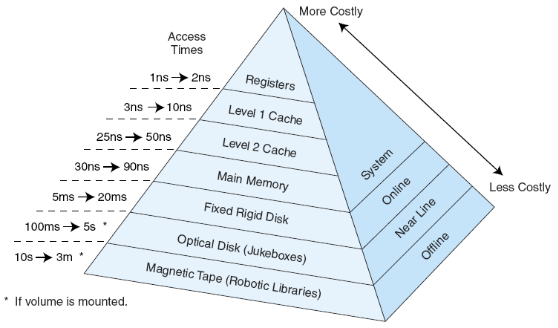 More Costly
Access
Times
1ns → 2ns
Registers
3ns → 10ns
Level 1 Cache
25ns → 50ns
Level 2 Cache
30ns → 90ns
Main Memory
5ms → 20ms
Fixed Rigid Disk
100ms → 5s *
Optical Disk (Jukeboxes)
10s → 3m *
Magnetic Tape (Robotic Libraries)
System
Online
Near Line
Offline
Less Costly
* If volume is mounted.